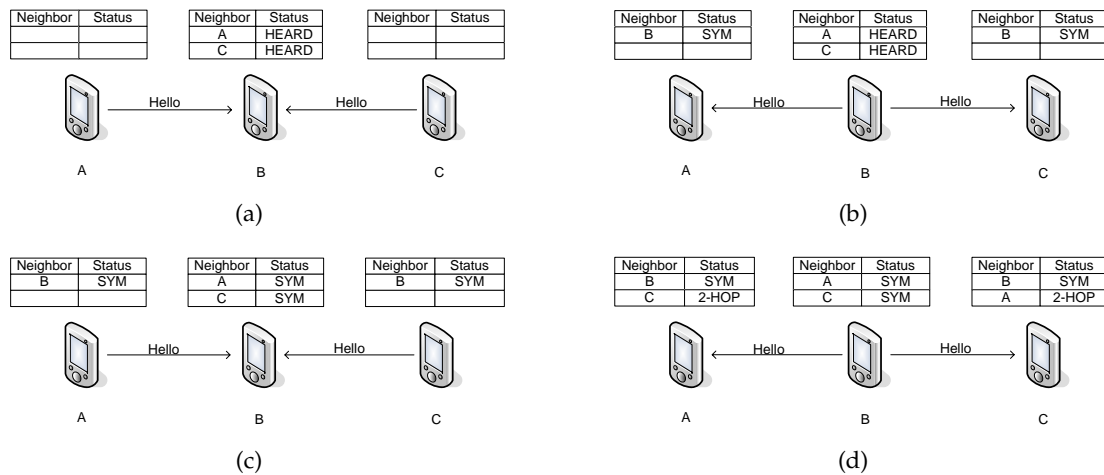 Neighbor Status Neighbor Status Neighbor Status
A HEARD
C HEARD
Hello Hello
A B C
(a)
Neighbor Status Neighbor Status Neighbor Status
B SYM A HEARD B SYM
C HEARD
Hello Hello
A B C
(b)
Neighbor Status Neighbor Status Neighbor Status
B SYM A SYM B SYM
C SYM
Hello Hello
A B C
(c)
Neighbor Status Neighbor Status Neighbor Status
B SYM A SYM B SYM
C 2-HOP C SYM A 2-HOP
Hello Hello
A B C
(d)